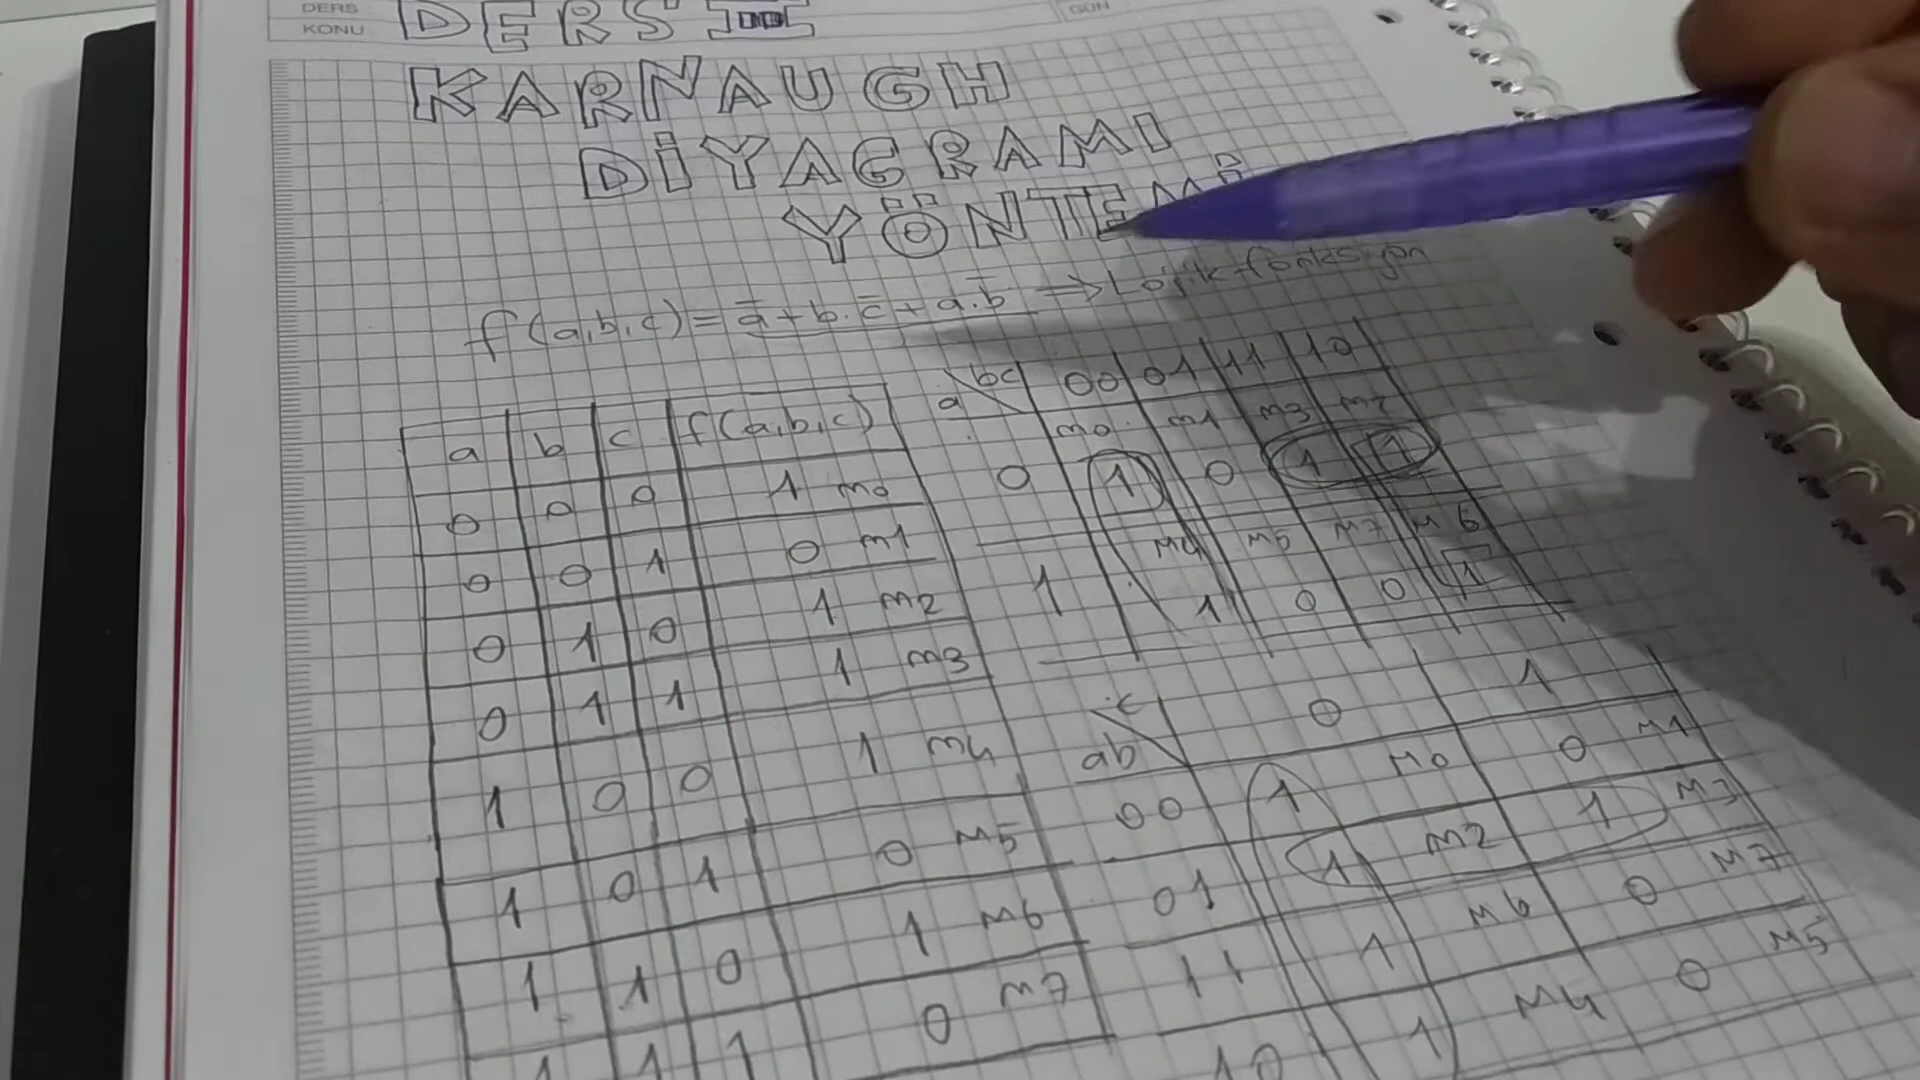 DERS
GÜN
KONU
DERS II
KARNAUGH
DİYAGRAMI
YÖNTEMİ
f(a,b,c) = a̅+b.c̅+a.b̅ => Lojik fonksiyon
a b c f(a,b,c)
0 0 0 1 m0
0 0 1 0 m1
0 1 0 1 m2
0 1 1 1 m3
1 0 0 1 m4
1 0 1 0 m5
1 1 0 1 m6
1 1 1 0 m7
a bc 00 01 11 10
m0 m1 m3 m2
0 1 0 1 1
m4 m5 m7 m6
1 1 0 0 1
ab c 0 1
00 1 m0 0 m1
01 1 m2 1 m3
11 1 m6 0 m7
10 1 m4 0 m5